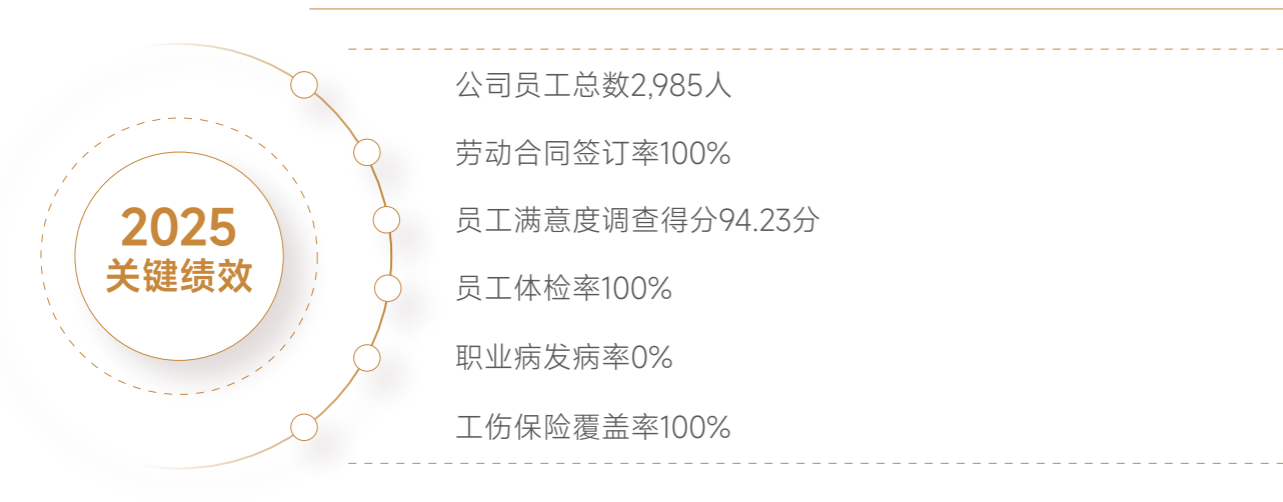 2025
关键绩效
公司员工总数2,985人
劳动合同签订率100%
员工满意度调查得分94.23分
员工体检率100%
职业病发病率0%
工伤保险覆盖率100%